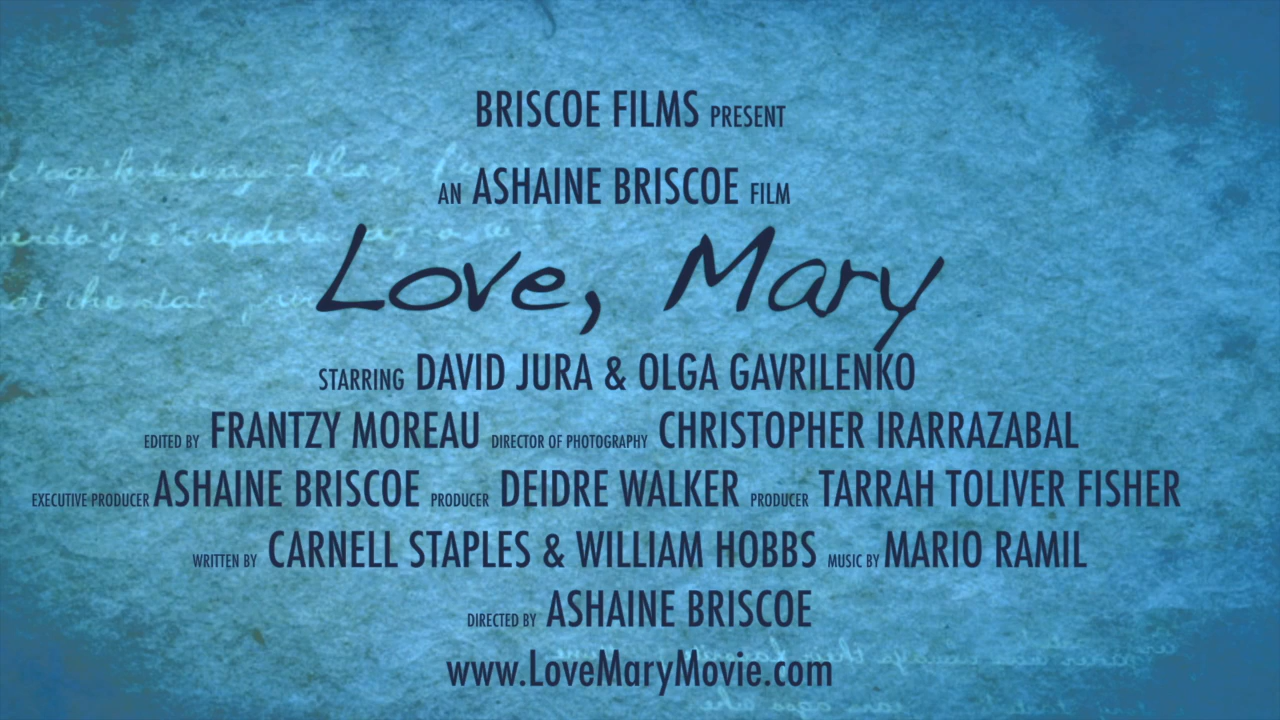 BRISCOE FILMS PRESENT
AN ASHAINE BRISCOE FILM
Love, Mary
STARRING DAVID JURA & OLGA GAVRILENKO
EDITED BY FRANTZY MOREAU DIRECTOR OF PHOTOGRAPHY CHRISTOPHER IRARRAZABAL
EXECUTIVE PRODUCER ASHAINE BRISCOE PRODUCER DEIDRE WALKER PRODUCER TARRAH TOLIVER FISHER
WRITTEN BY CARNELL STAPLES & WILLIAM HOBBS MUSIC BY MARIO RAMIL
DIRECTED BY ASHAINE BRISCOE
www.LoveMaryMovie.com